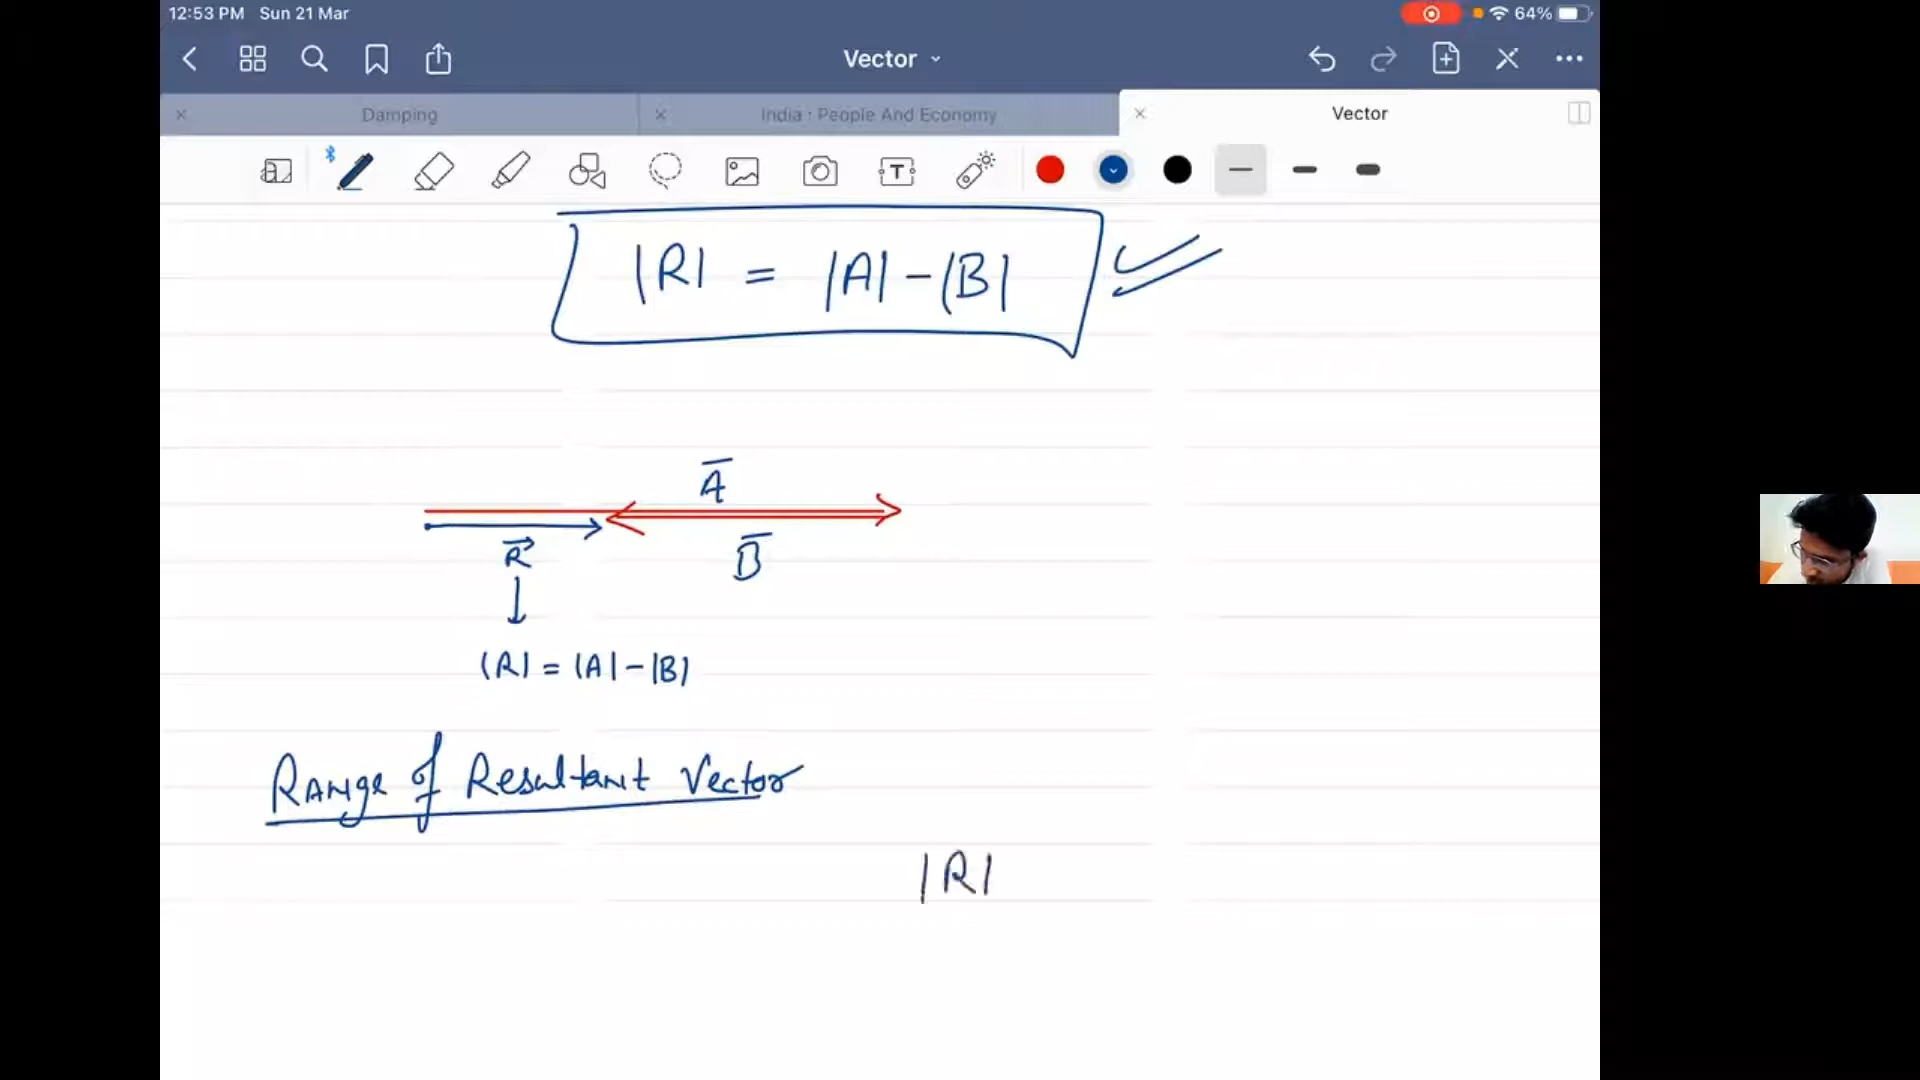 12:53 PM Sun 21 Mar 64%
Vector
Damping India : People And Economy Vector
|R| = |A| - |B|
A̅
B̅
R⃗
↓
|R| = |A| - |B|
Range of Resultant Vector
|R|